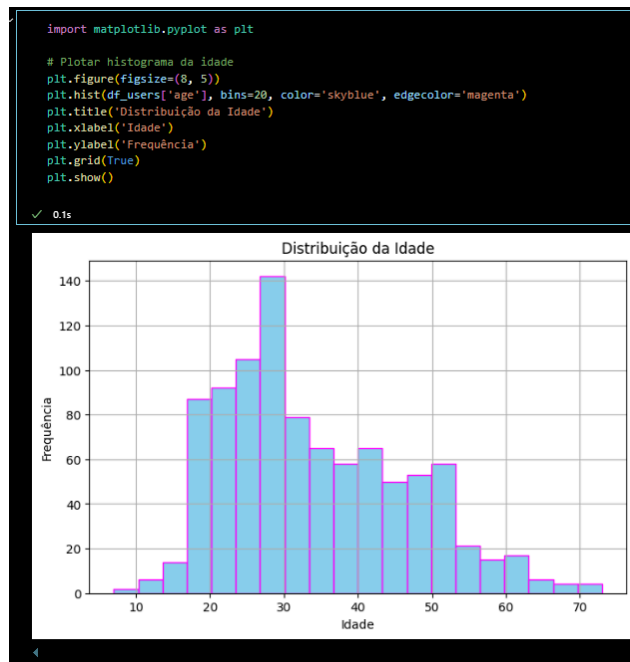 import matplotlib.pyplot as plt
# Plotar histograma da idade
plt.figure(figsize=(8, 5))
plt.hist(df_users['age'], bins=20, color='skyblue', edgecolor='magenta')
plt.title('Distribuição da Idade')
plt.xlabel('Idade')
plt.ylabel('Frequência')
plt.grid(True)
plt.show()
0.1s
Distribuição da Idade
140
120
100
80
60
40
20
0
Frequência
10 20 30 40 50 60 70
Idade